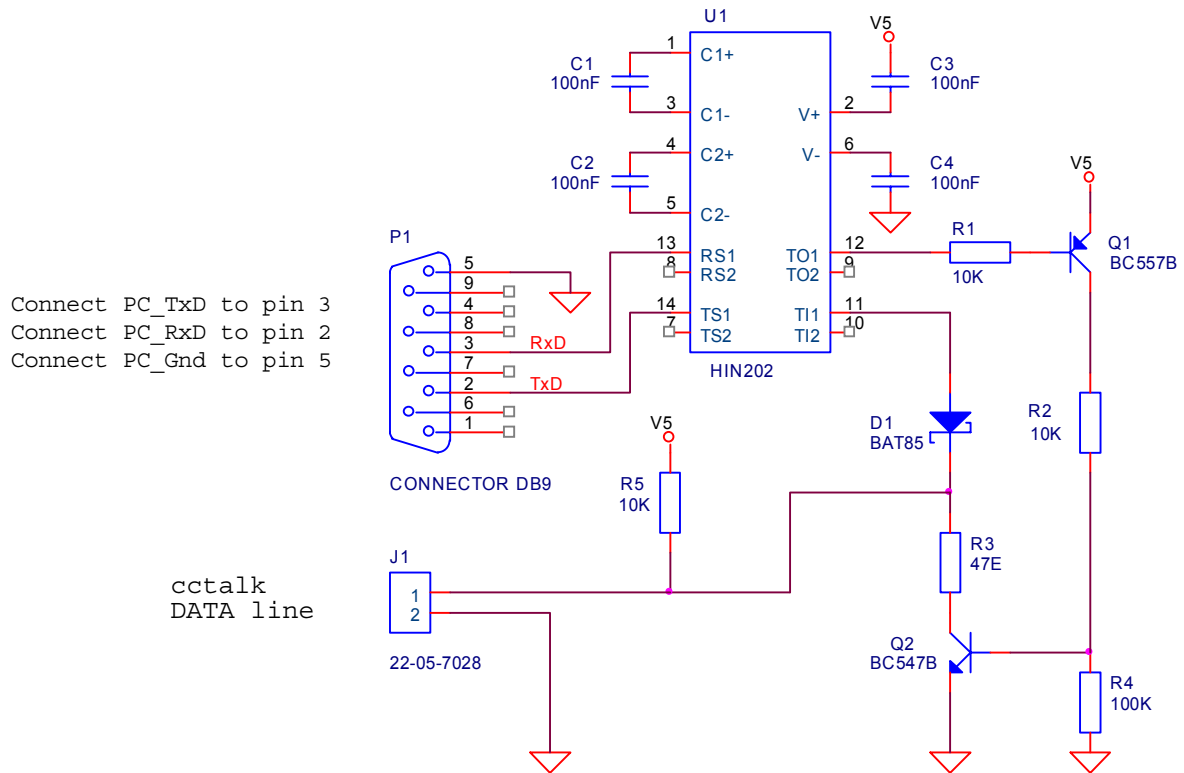 U1
V5
1
C1+
C1
100nF
C3
100nF
3
C1-
2
V+
4
C2+
6
V-
C2
100nF
C4
100nF
V5
5
C2-
P1
R1
10K
Q1
BC557B
13
RS1
12
TO1
8
RS2
9
TO2
14
TS1
11
TI1
7
TS2
10
TI2
HIN202
5
9
4
8
3
RxD
7
2
TxD
6
1
Connect PC_TxD to pin 3
Connect PC_RxD to pin 2
Connect PC_Gnd to pin 5
CONNECTOR DB9
V5
R5
10K
D1
BAT85
R2
10K
J1
1
2
22-05-7028
cctalk
DATA line
R3
47E
Q2
BC547B
R4
100K